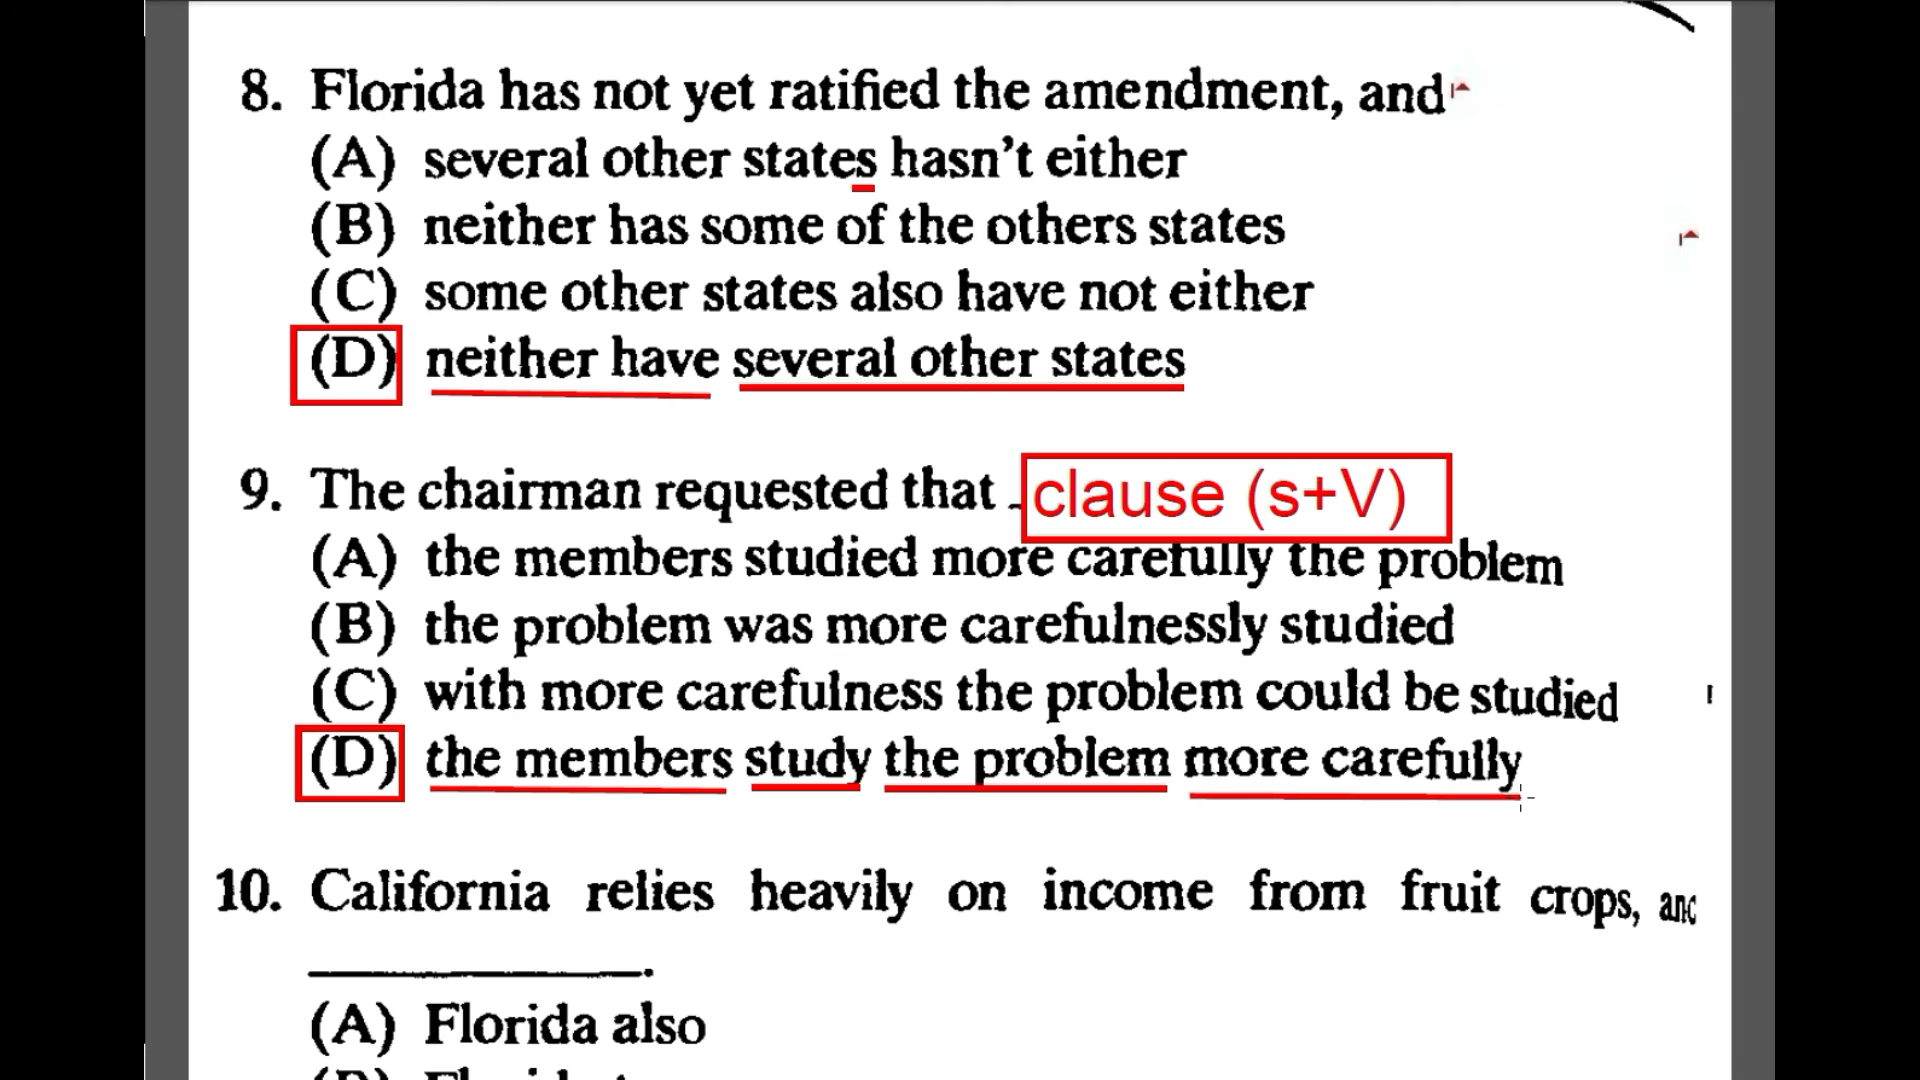 8. Florida has not yet ratified the amendment, and
(A) several other states hasn't either
(B) neither has some of the others states
(C) some other states also have not either
(D) neither have several other states
9. The chairman requested that clause (s+V)
(A) the members studied more carefully the problem
(B) the problem was more carefulnessly studied
(C) with more carefulness the problem could be studied
(D) the members study the problem more carefully
10. California relies heavily on income from fruit crops, and
.
(A) Florida also